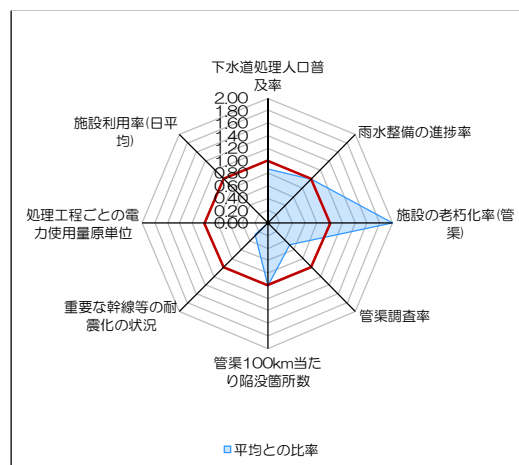 下水道処理人口普
及率
2.00
1.80
1.60
1.40
1.20
1.00
0.80
0.60
0.40
0.20
0.00
雨水整備の進捗率
施設の老朽化率(管
渠)
管渠調査率
管渠100km当た
り陥没箇所数
重要な幹線等の耐
震化の状況
処理工程ごとの電
力使用量原単位
施設利用率(日平
均)
平均との比率